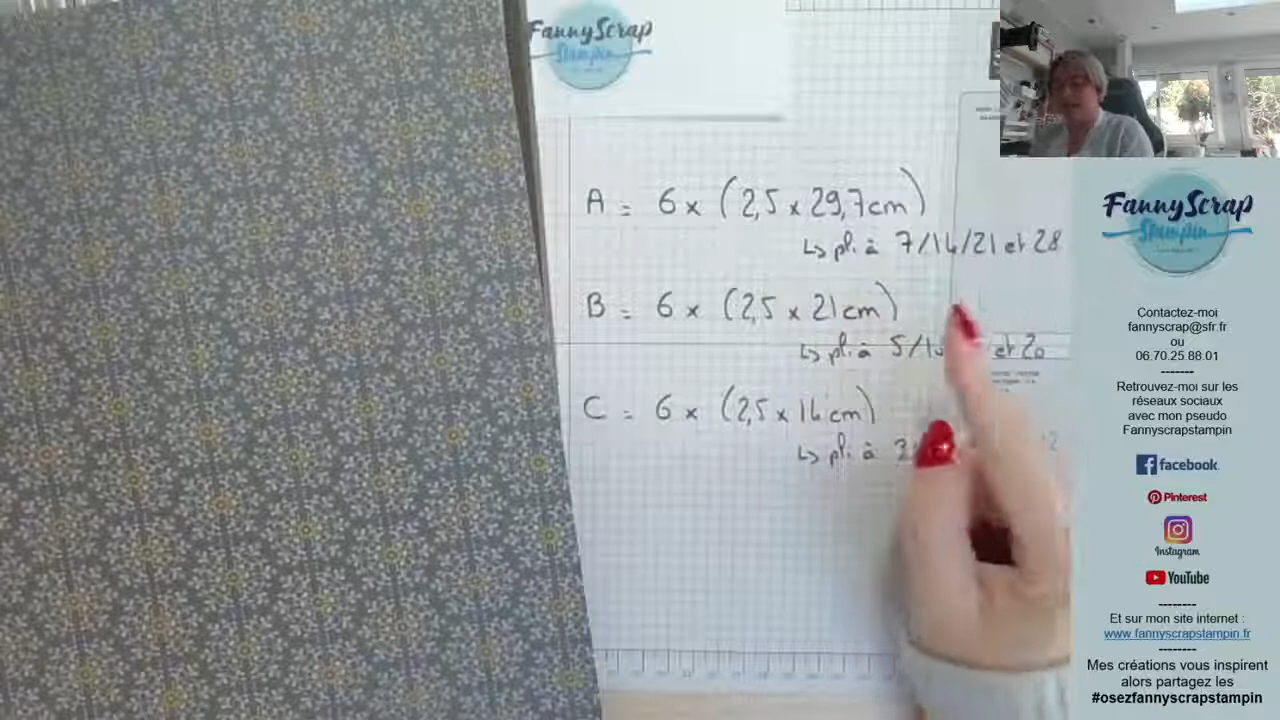 FannyScrap
Stampin
A = 6 x (2,5 x 29,7cm)
↳ pli à 7/14/21 et 28
B = 6 x (2,5 x 21cm)
↳ pli à 5/10 et 20
C = 6 x (2,5 x 14cm)
↳ pli à
FannyScrap
Stampin
Contactez-moi
fannyscrap@sfr.fr
ou
06.70.25.88.01
-------
Retrouvez-moi sur les
réseaux sociaux
avec mon pseudo
Fannyscrapstampin
facebook
Pinterest
Instagram
YouTube
--------
Et sur mon site internet :
www.fannyscrapstampin.fr
--------
Mes créations vous inspirent
alors partagez les
#osezfannyscrapstampin